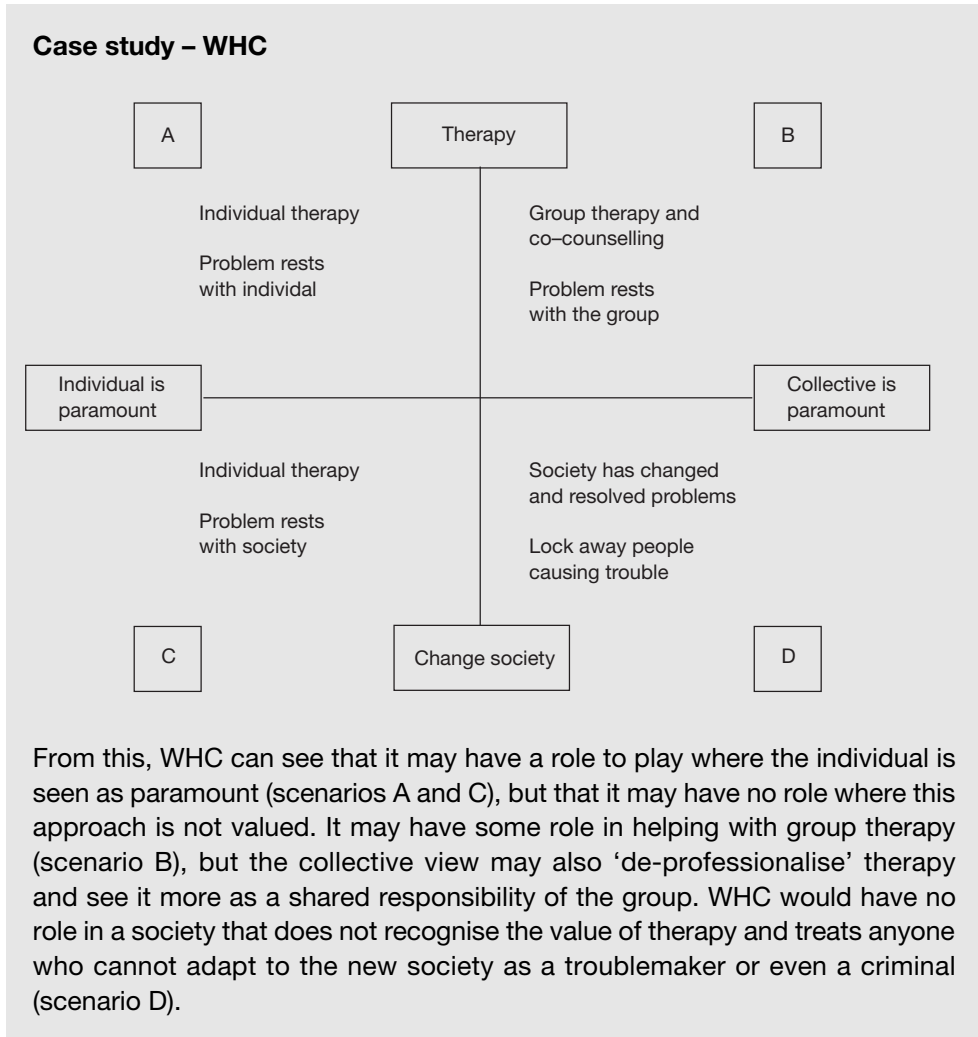 Case study – WHC
A
Therapy
B
Individual therapy
Problem rests
with individal
Group therapy and
co–counselling
Problem rests
with the group
Individual is
paramount
Collective is
paramount
Individual therapy
Problem rests
with society
Society has changed
and resolved problems
Lock away people
causing trouble
C
Change society
D
From this, WHC can see that it may have a role to play where the individual is
seen as paramount (scenarios A and C), but that it may have no role where this
approach is not valued. It may have some role in helping with group therapy
(scenario B), but the collective view may also ‘de-professionalise’ therapy
and see it more as a shared responsibility of the group. WHC would have no
role in a society that does not recognise the value of therapy and treats anyone
who cannot adapt to the new society as a troublemaker or even a criminal
(scenario D).